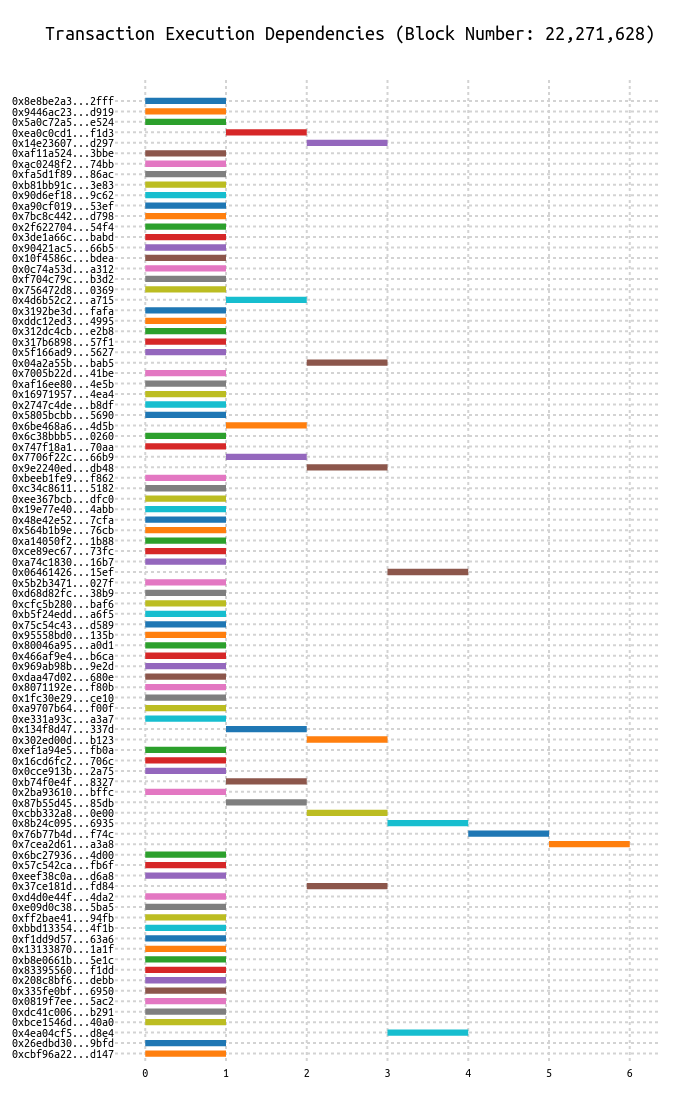 Transaction Execution Dependencies (Block Number: 22,271,628)
0x8e8be2a3...2fff
0x9446ac23...d919
0x5a0c72a5...e524
0xea0c0cd1...f1d3
0x14e23607...d297
0xaf11a524...3bbe
0xac0248f2...74bb
0xfa5d1f89...86ac
0xb81bb91c...3e83
0x90d6ef18...9c62
0xa90cf019...53ef
0x7bc8c442...d798
0x2f622704...54f4
0x3de1a66c...babd
0x90421ac5...66b5
0x10f4586c...bdea
0x0c74a53d...a312
0xf704c79c...b3d2
0x756472d8...0369
0x4d6b52c2...a715
0x3192be3d...fafa
0xddc12ed3...4995
0x312dc4cb...e2b8
0x317b6898...57f1
0x5f166ad9...5627
0x04a2a55b...bab5
0x7005b22d...41be
0xaf16ee80...4e5b
0x16971957...4ea4
0x2747c4de...b8df
0x5805bcbb...5690
0x6be468a6...4d5b
0x6c38bbb5...0260
0x747f18a1...70aa
0x7706f22c...66b9
0x9e2240ed...db48
0xbeeb1fe9...f862
0xc34c8611...5182
0xee367bcb...dfc0
0x19e77e40...4abb
0x48e42e52...7cfa
0x564b1b9e...76cb
0xa14050f2...1b88
0xce89ec67...73fc
0xa74c1830...16b7
0x06461426...15ef
0x5b2b3471...027f
0xd68d82fc...38b9
0xcfc5b280...baf6
0xb5f24edd...a6f5
0x75c54c43...d589
0x95558bd0...135b
0x80046a95...a0d1
0x466af9e4...b6ca
0x969ab98b...9e2d
0xdaa47d02...680e
0x8071192e...f80b
0x1fc30e29...ce10
0xa9707b64...f00f
0xe331a93c...a3a7
0x134f8d47...337d
0x302ed00d...b123
0xef1a94e5...fb0a
0x16cd6fc2...706c
0x0cce913b...2a75
0xb74f0e4f...8327
0x2ba93610...bffc
0x87b55d45...85db
0xcbb332a8...0e00
0x8b24c095...6935
0x76b77b4d...f74c
0x7cea2d61...a3a8
0x6bc27936...4d00
0x57c542ca...fb6f
0xeef38c0a...d6a8
0x37ce181d...fd84
0xd4d0e44f...4da2
0xe09d0c38...5ba5
0xff2bae41...94fb
0xbbd13354...4f1b
0xf1dd9d57...63a6
0x13133870...1a1f
0xb8e0661b...5e1c
0x83395560...f1dd
0x208c8bf6...debb
0x335fe0bf...6950
0x0819f7ee...5ac2
0xdc41c006...b291
0xbce1546d...40a0
0x4ea04cf5...d8e4
0x26edbd30...9bfd
0xcbf96a22...d147
0 1 2 3 4 5 6